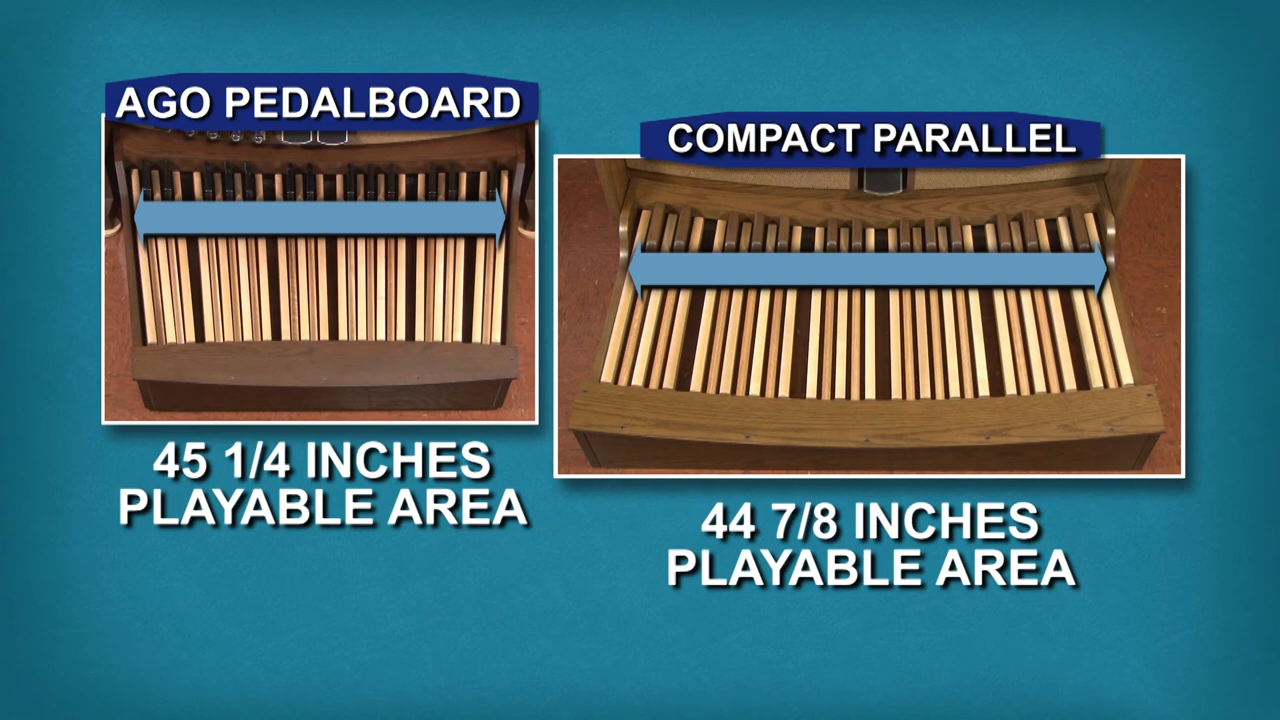 AGO PEDALBOARD
45 1/4 INCHES
PLAYABLE AREA
COMPACT PARALLEL
44 7/8 INCHES
PLAYABLE AREA